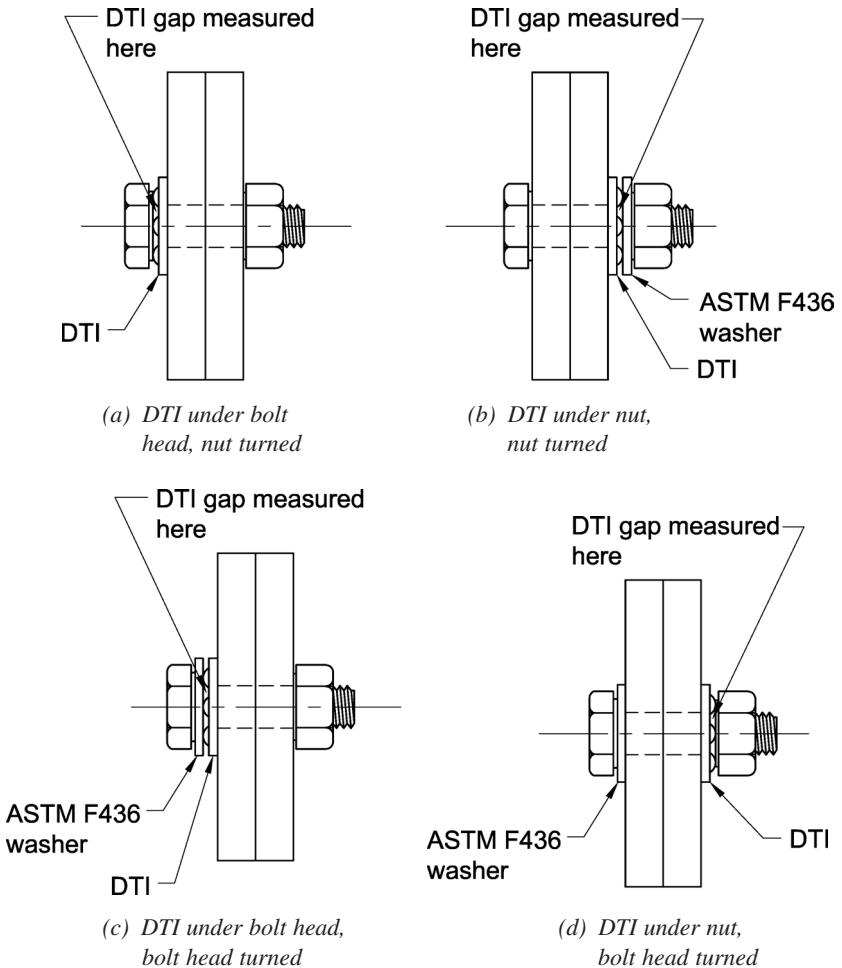 DTI gap measured
here
DTI
(a) DTI under bolt
head, nut turned
DTI gap measured
here
ASTM F436
washer
DTI
(b) DTI under nut,
nut turned
DTI gap measured
here
ASTM F436
washer
DTI
(c) DTI under bolt head,
bolt head turned
DTI gap measured
here
ASTM F436
washer
DTI
(d) DTI under nut,
bolt head turned